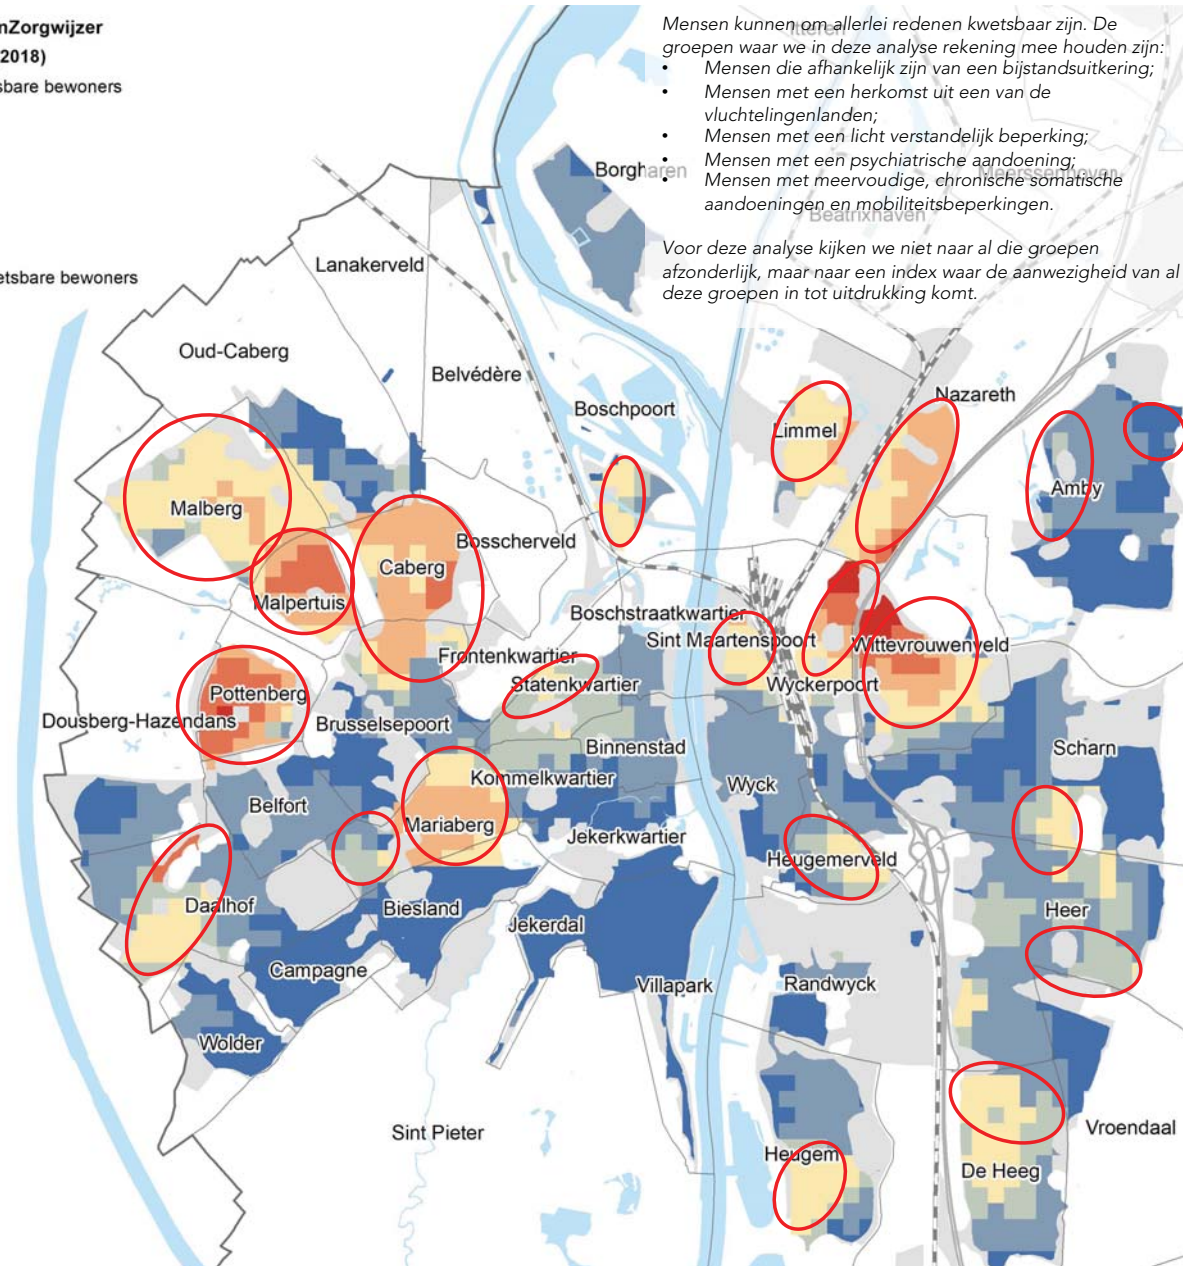 nZorgwijzer
2018)
sbare bewoners
etsbare bewoners
Mensen kunnen om allerlei redenen kwetsbaar zijn. De
groepen waar we in deze analyse rekening mee houden zijn:
• Mensen die afhankelijk zijn van een bijstandsuitkering;
• Mensen met een herkomst uit een van de
vluchtelingenlanden;
• Mensen met een licht verstandelijk beperking;
• Mensen met een psychiatrische aandoening;
• Mensen met meervoudige, chronische somatische
aandoeningen en mobiliteitsbeperkingen.
Voor deze analyse kijken we niet naar al die groepen
afzonderlijk, maar naar een index waar de aanwezigheid van al
deze groepen in tot uitdrukking komt.
Itteren
Borgharen
Meerssenhoven
Beatrixhaven
Lanakerveld
Oud-Caberg
Belvédère
Boschpoort
Nazareth
Limmel
Amby
Malberg
Bosscherveld
Caberg
Malpertuis
Boschstraatkwartier
Sint Maartenspoort
Wittevrouwenveld
Frontenkwartier
Statenkwartier
Wyckerpoort
Pottenberg
Dousberg-Hazendans
Brusselsepoort
Binnenstad
Scharn
Kommelkwartier
Wyck
Belfort
Mariaberg
Jekerkwartier
Heugemerveld
Daalhof
Biesland
Heer
Jekerdal
Campagne
Villapark
Randwyck
Wolder
Sint Pieter
Vroendaal
Heugem
De Heeg